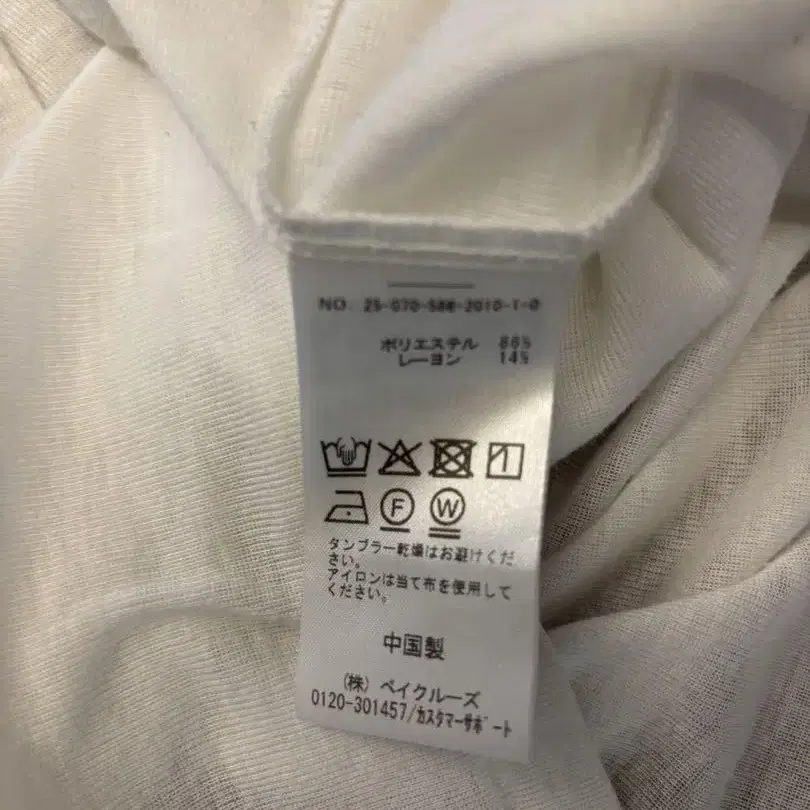 NO. 25-070-588-2010-1-0
ポリエステル 86%
レーヨン 14%
F W
タンブラー乾燥はお避けくだ
さい。
アイロンは当て布を使用して
ください。
中国製
(株) ベイクルーズ
0120-301457/ｶｽﾀﾏｰｻﾎﾟｰﾄ